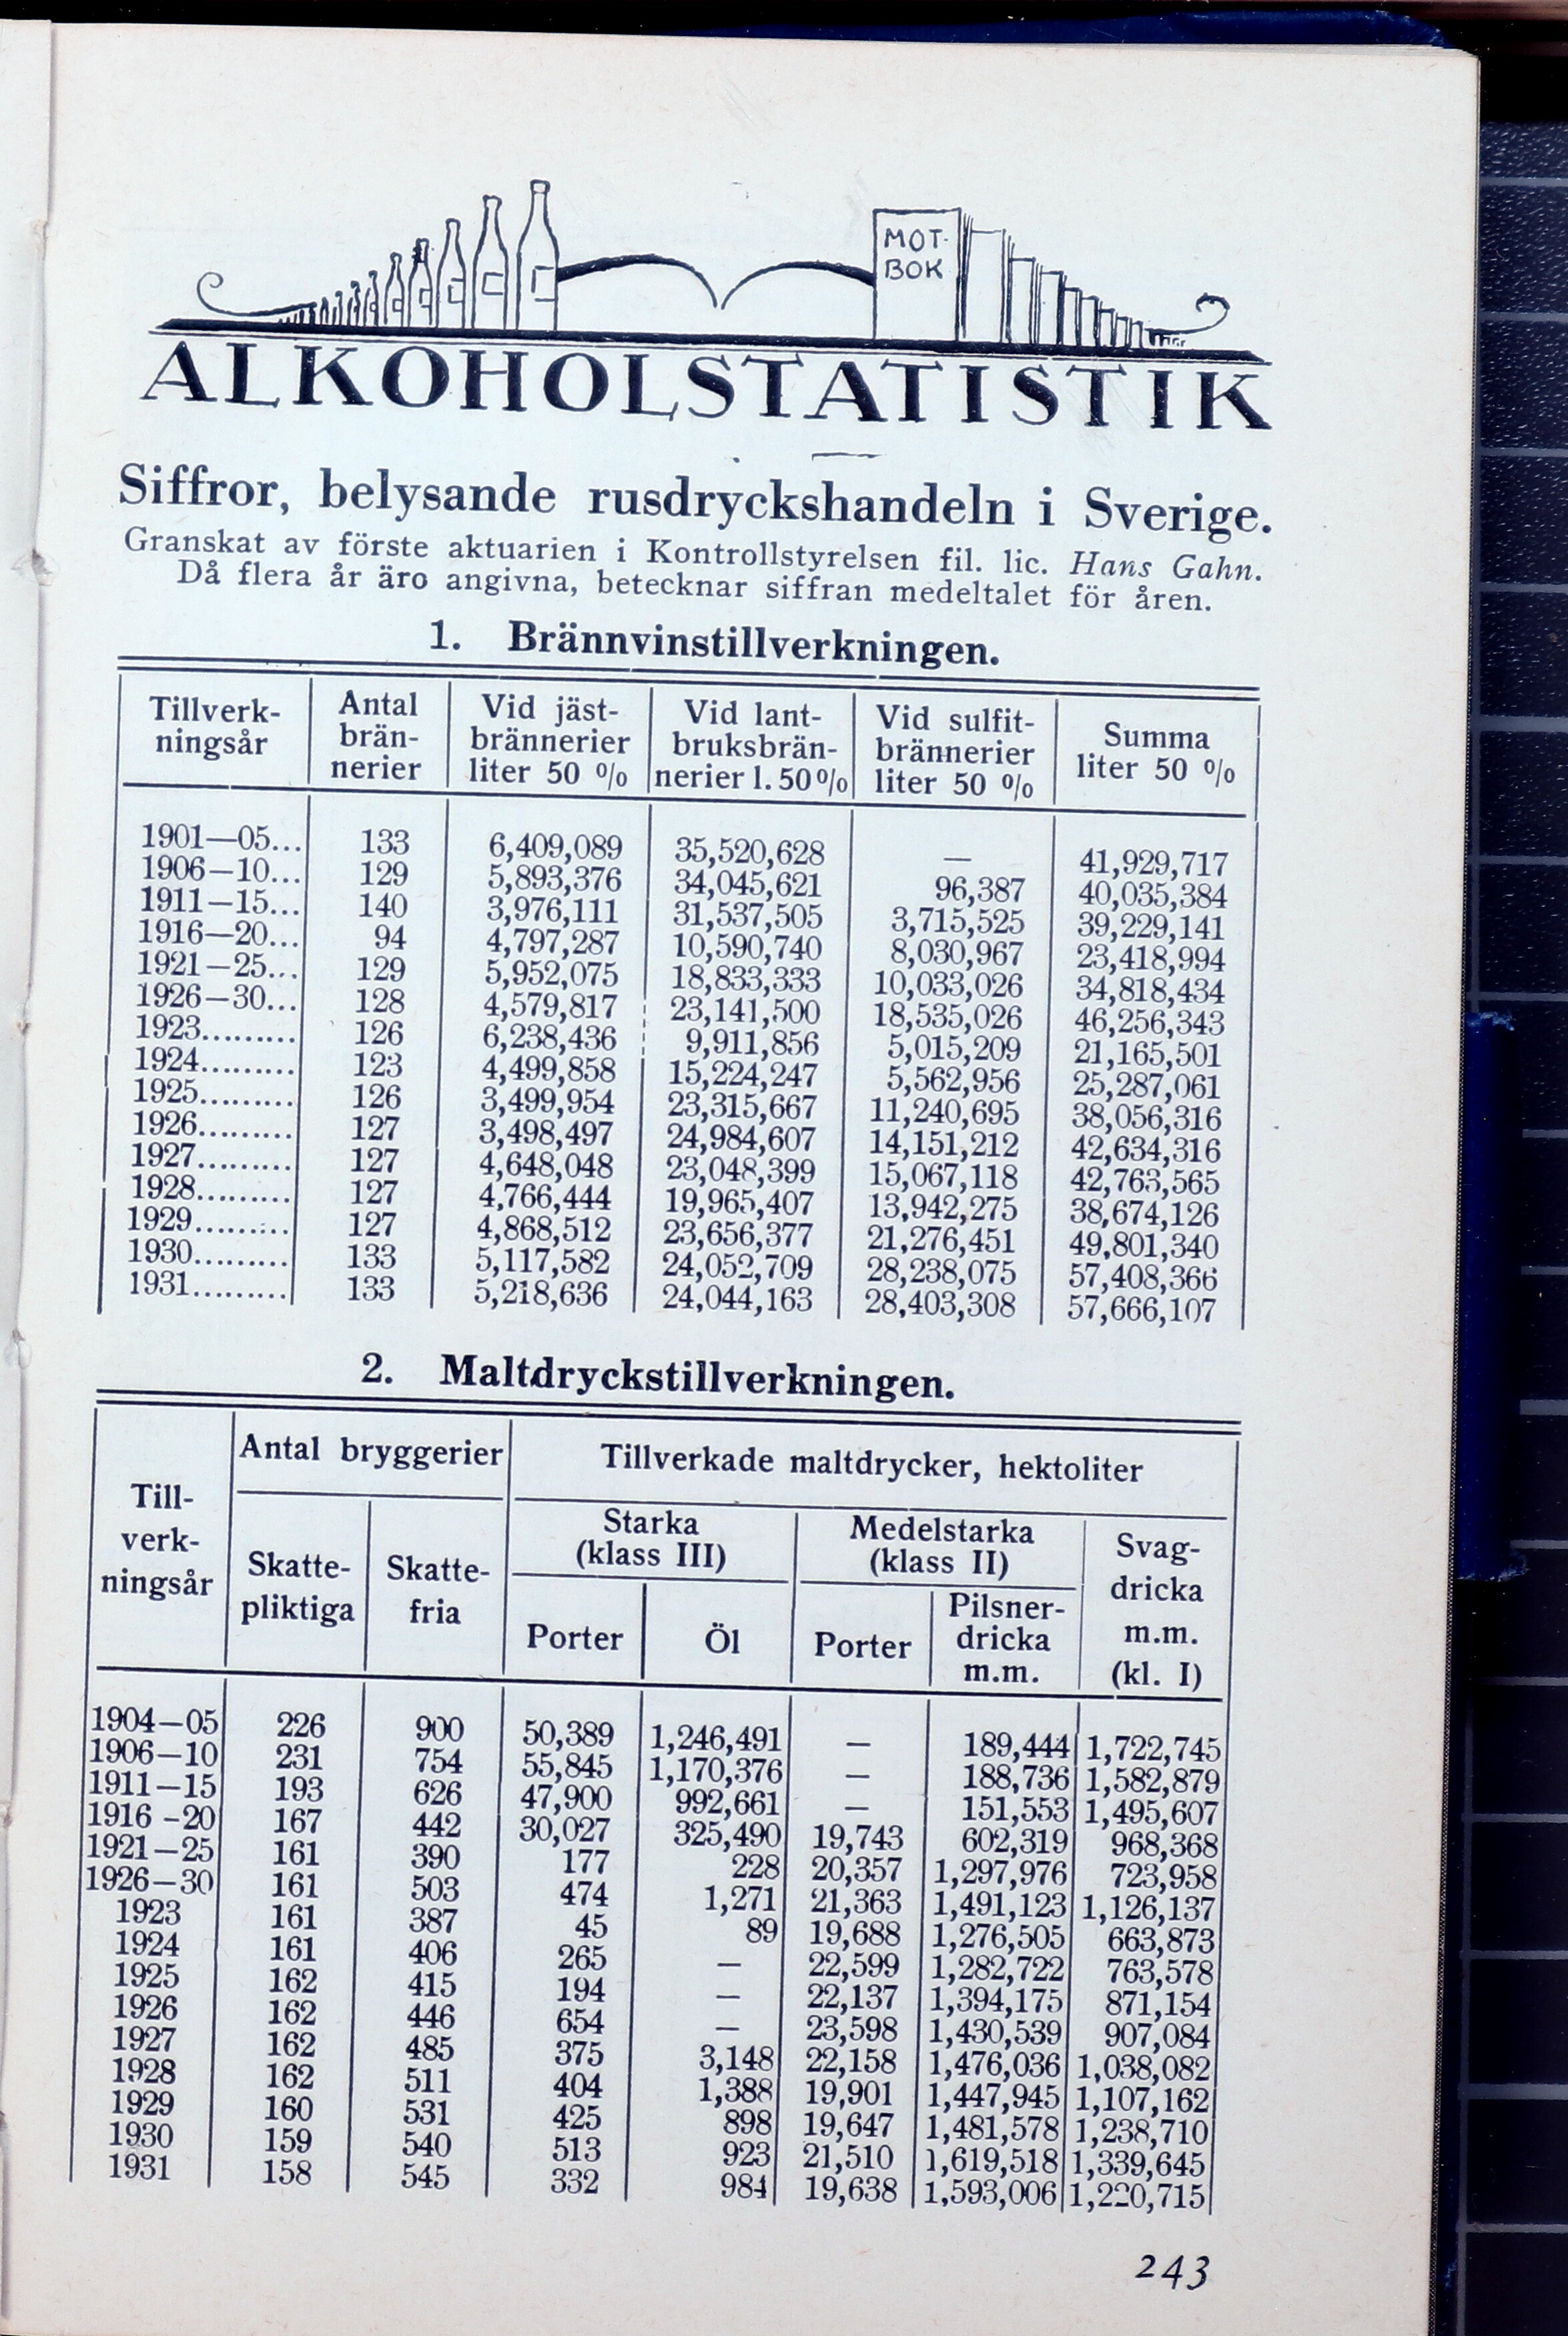 MOT-
BOK
ALKOHOLSTATISTIK
Siffror, belysande rusdryckshandeln i Sverige.
Granskat av förste aktuarien i Kontrollstyrelsen fil. lic. Hans Gahn.
Då flera år äro angivna, betecknar siffran medeltalet för åren.
1. Brännvinstillverkningen.
Tillverk- Antal Vid jäst- Vid lant- Vid sulfit- Summa
ningsår brän- brännerier bruksbrän- brännerier liter 50 %
nerier liter 50 % nerier l. 50 % liter 50 %
1901—05... 133 6,409,089 35,520,628 — 41,929,717
1906—10... 129 5,893,376 34,045,621 96,387 40,035,384
1911—15... 140 3,976,111 31,537,505 3,715,525 39,229,141
1916—20... 94 4,797,287 10,590,740 8,030,967 23,418,994
1921—25... 129 5,952,075 18,833,333 10,033,026 34,818,434
1926—30... 128 4,579,817 23,141,500 18,535,026 46,256,343
1923......... 126 6,238,436 9,911,856 5,015,209 21,165,501
1924......... 123 4,499,858 15,224,247 5,562,956 25,287,061
1925......... 126 3,499,954 23,315,667 11,240,695 38,056,316
1926......... 127 3,498,497 24,984,607 14,151,212 42,634,316
1927......... 127 4,648,048 23,048,399 15,067,118 42,763,565
1928......... 127 4,766,444 19,965,407 13,942,275 38,674,126
1929......... 127 4,868,512 23,656,377 21,276,451 49,801,340
1930......... 133 5,117,582 24,052,709 28,238,075 57,408,366
1931......... 133 5,218,636 24,044,163 28,403,308 57,666,107
2. Maltdryckstillverkningen.
Till-
verk-
ningsår
Antal bryggerier
Skatte-
pliktiga
Skatte-
fria
Tillverkade maltdrycker, hektoliter
Starka
(klass III)
Porter Öl
Medelstarka
(klass II)
Porter
Pilsner-
dricka
m.m.
Svag-
dricka
m.m.
(kl. I)
1904—05 226 900 50,389 1,246,491 — 189,444 1,722,745
1906—10 231 754 55,845 1,170,376 — 188,736 1,582,879
1911—15 193 626 47,900 992,661 — 151,553 1,495,607
1916-20 167 442 30,027 325,490 19,743 602,319 968,368
1921—25 161 390 177 228 20,357 1,297,976 723,958
1926—30 161 503 474 1,271 21,363 1,491,123 1,126,137
1923 161 387 45 89 19,688 1,276,505 663,873
1924 161 406 265 — 22,599 1,282,722 763,578
1925 162 415 194 — 22,137 1,394,175 871,154
1926 162 446 654 — 23,598 1,430,539 907,084
1927 162 485 375 3,148 22,158 1,476,036 1,038,082
1928 162 511 404 1,388 19,901 1,447,945 1,107,162
1929 160 531 425 898 19,647 1,481,578 1,238,710
1930 159 540 513 923 21,510 1,619,518 1,339,645
1931 158 545 332 984 19,638 1,593,006 1,220,715
243